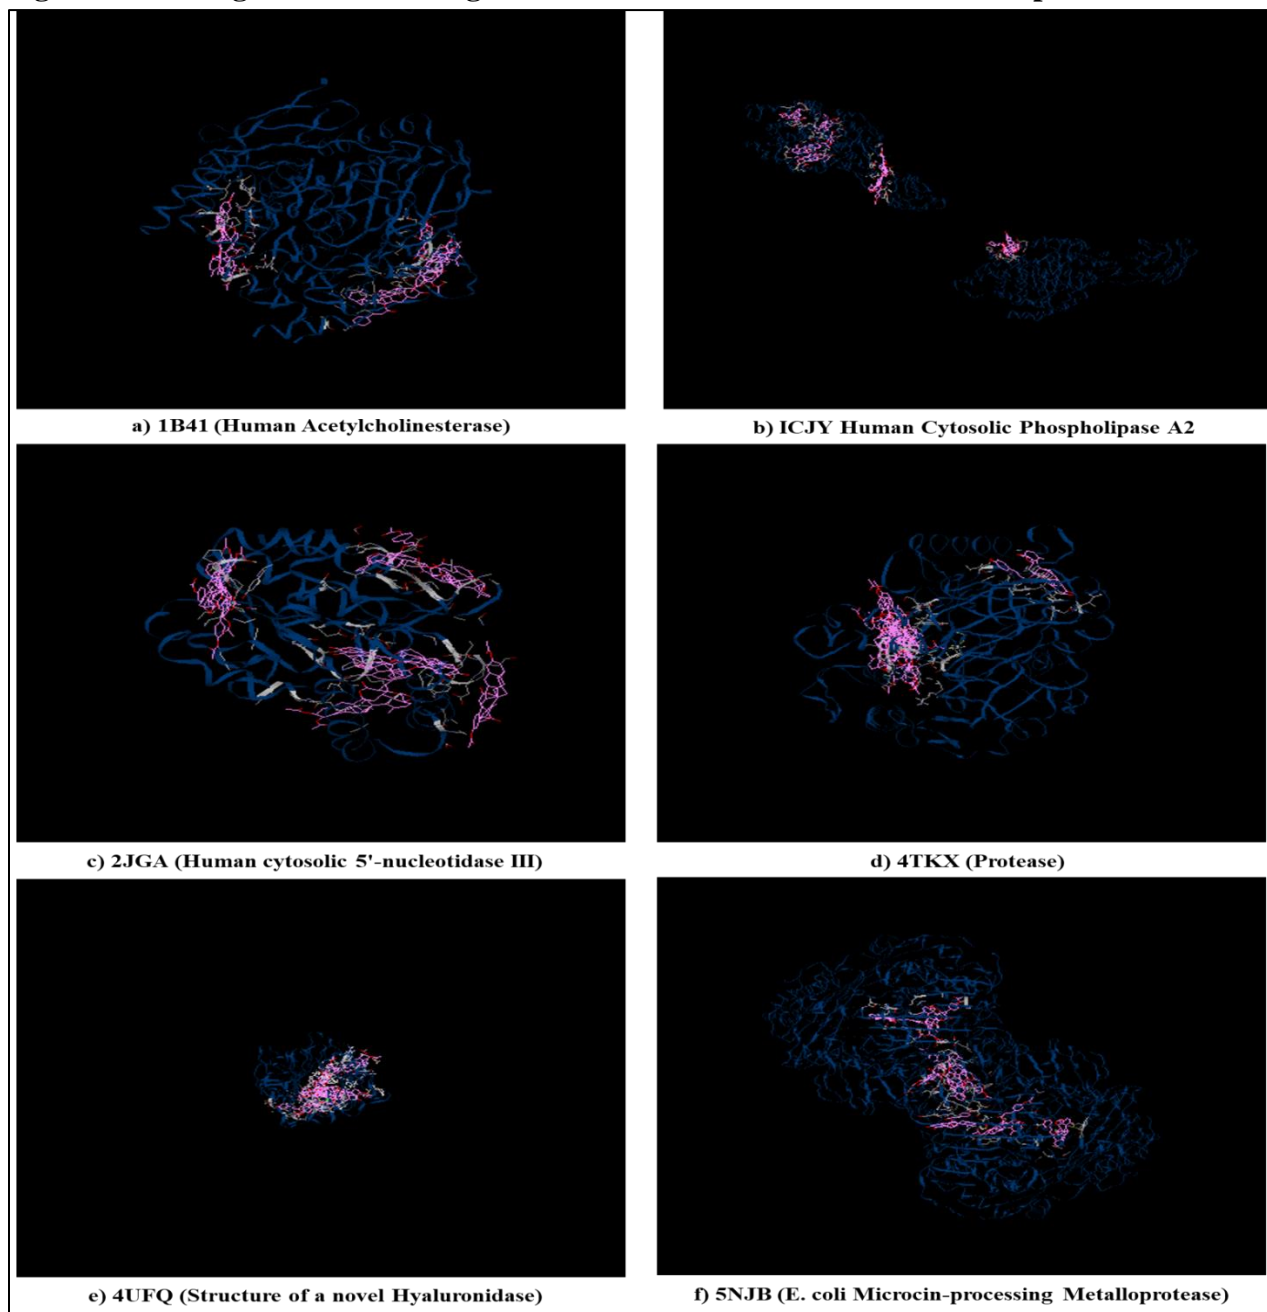 a) 1B41 (Human Acetylcholinesterase)
b) ICJY Human Cytosolic Phospholipase A2
c) 2JGA (Human cytosolic 5'-nucleotidase III)
d) 4TKX (Protease)
e) 4UFQ (Structure of a novel Hyaluronidase)
f) 5NJB (E. coli Microcin-processing Metalloprotease)